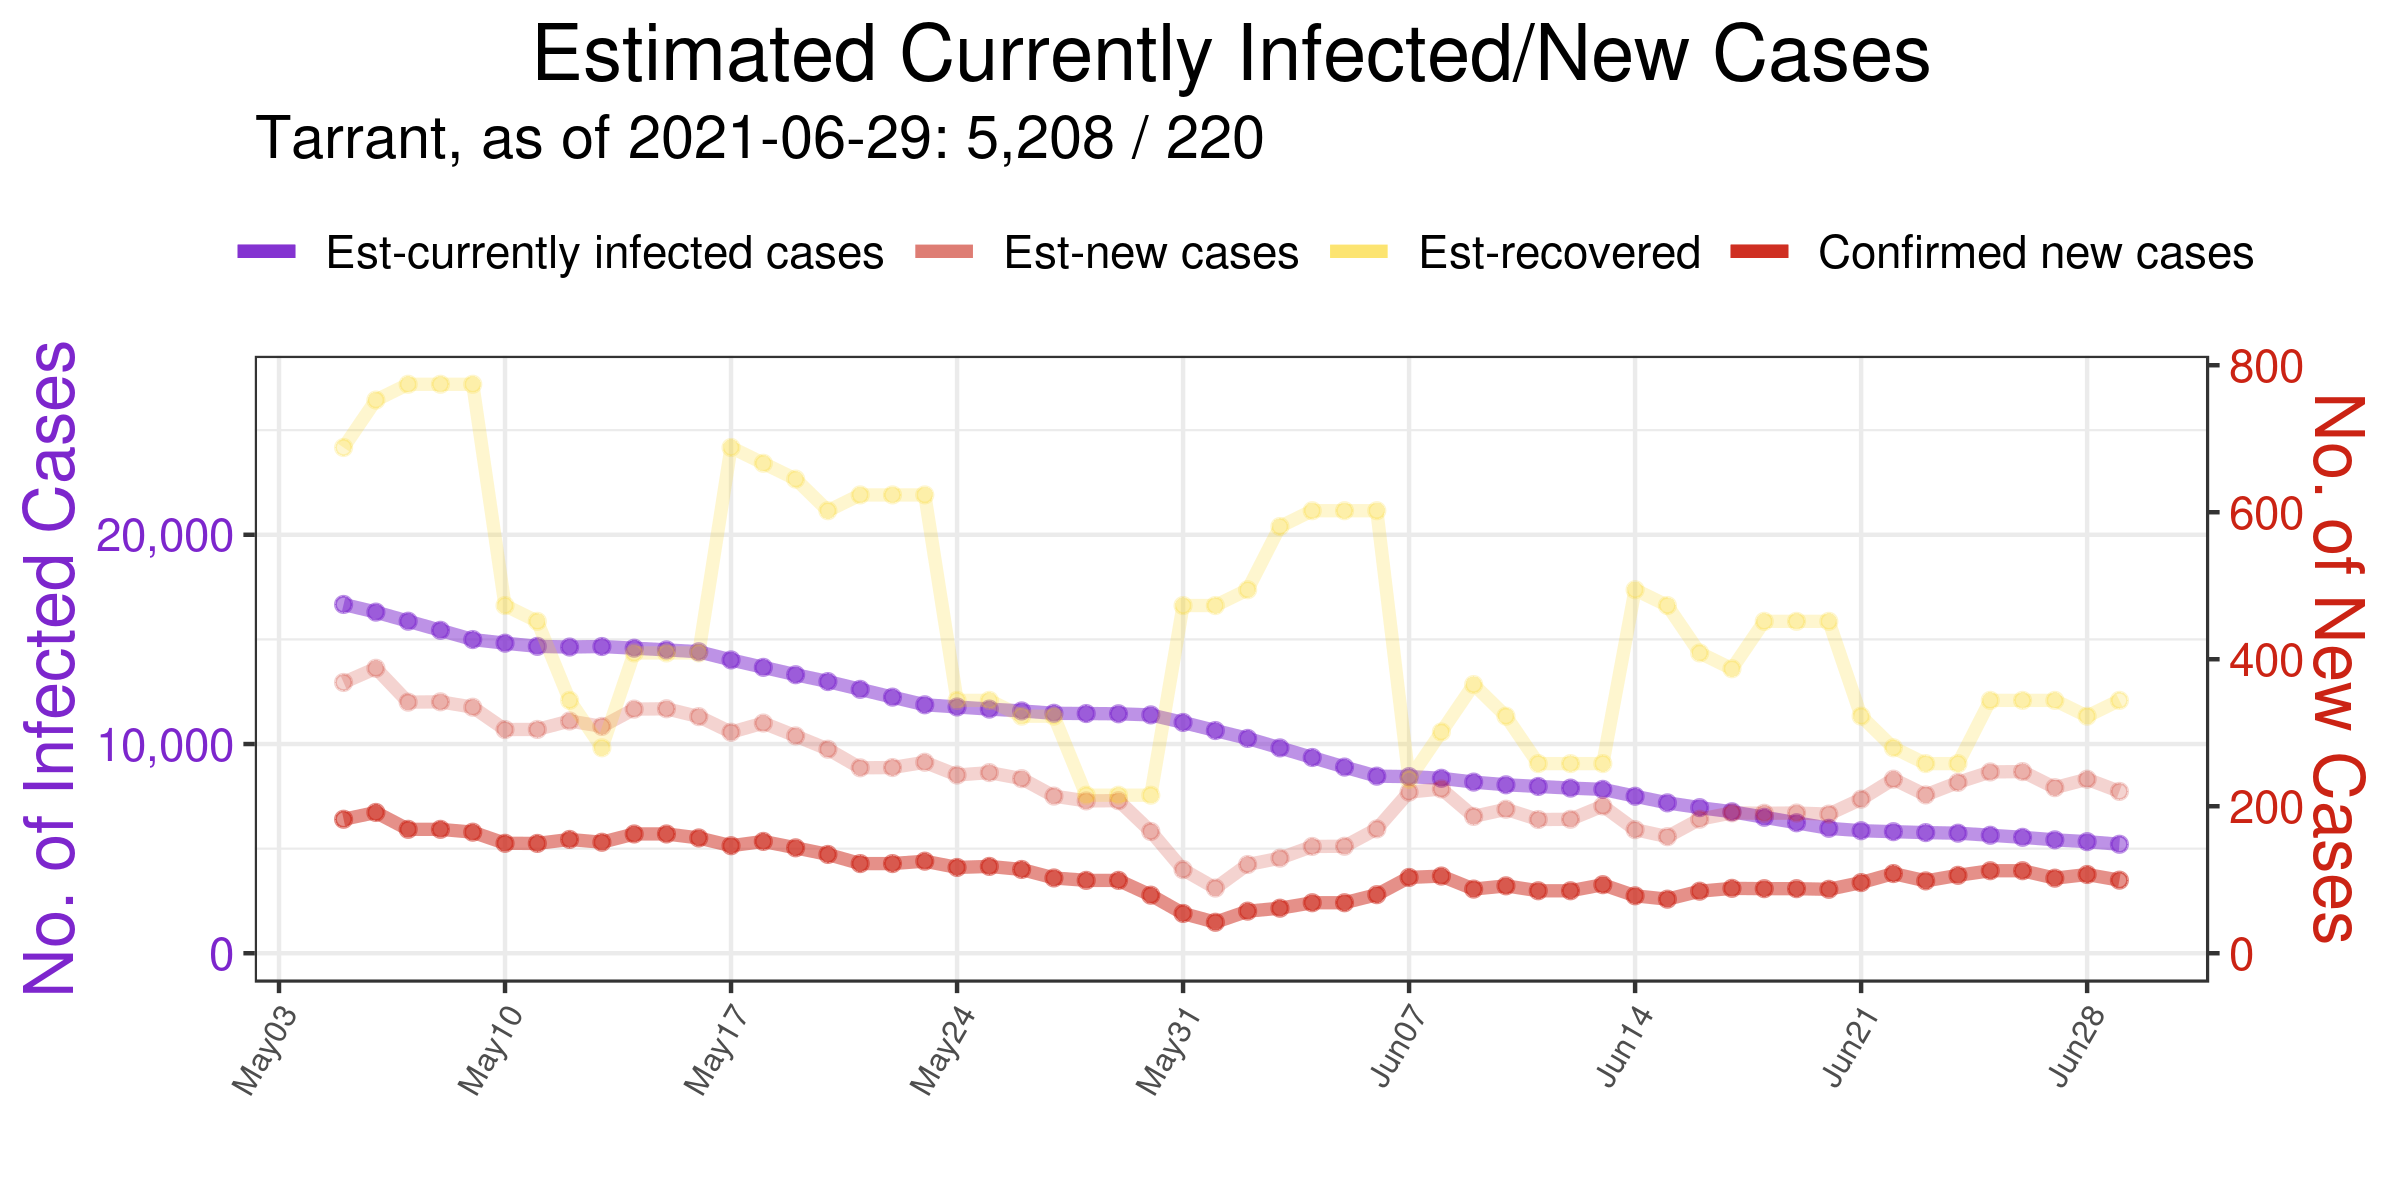 Estimated Currently Infected/New Cases
Tarrant, as of 2021-06-29: 5,208 / 220
Est-currently infected cases Est-new cases Est-recovered Confirmed new cases
No. of Infected Cases
20,000
10,000
0
800
600
400
200
0
No. of New Cases
May03 May10 May17 May24 May31 Jun07 Jun14 Jun21 Jun28